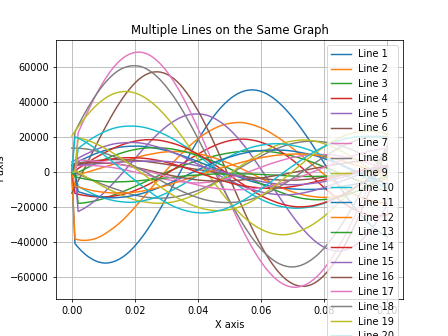 Multiple Lines on the Same Graph
60000
40000
20000
0
−20000
−40000
−60000
0.00
0.02
0.04
0.06
X axis
Line 1
Line 2
Line 3
Line 4
Line 5
Line 6
Line 7
Line 8
Line 9
Line 10
Line 11
Line 12
Line 13
Line 14
Line 15
Line 16
Line 17
Line 18
Line 19